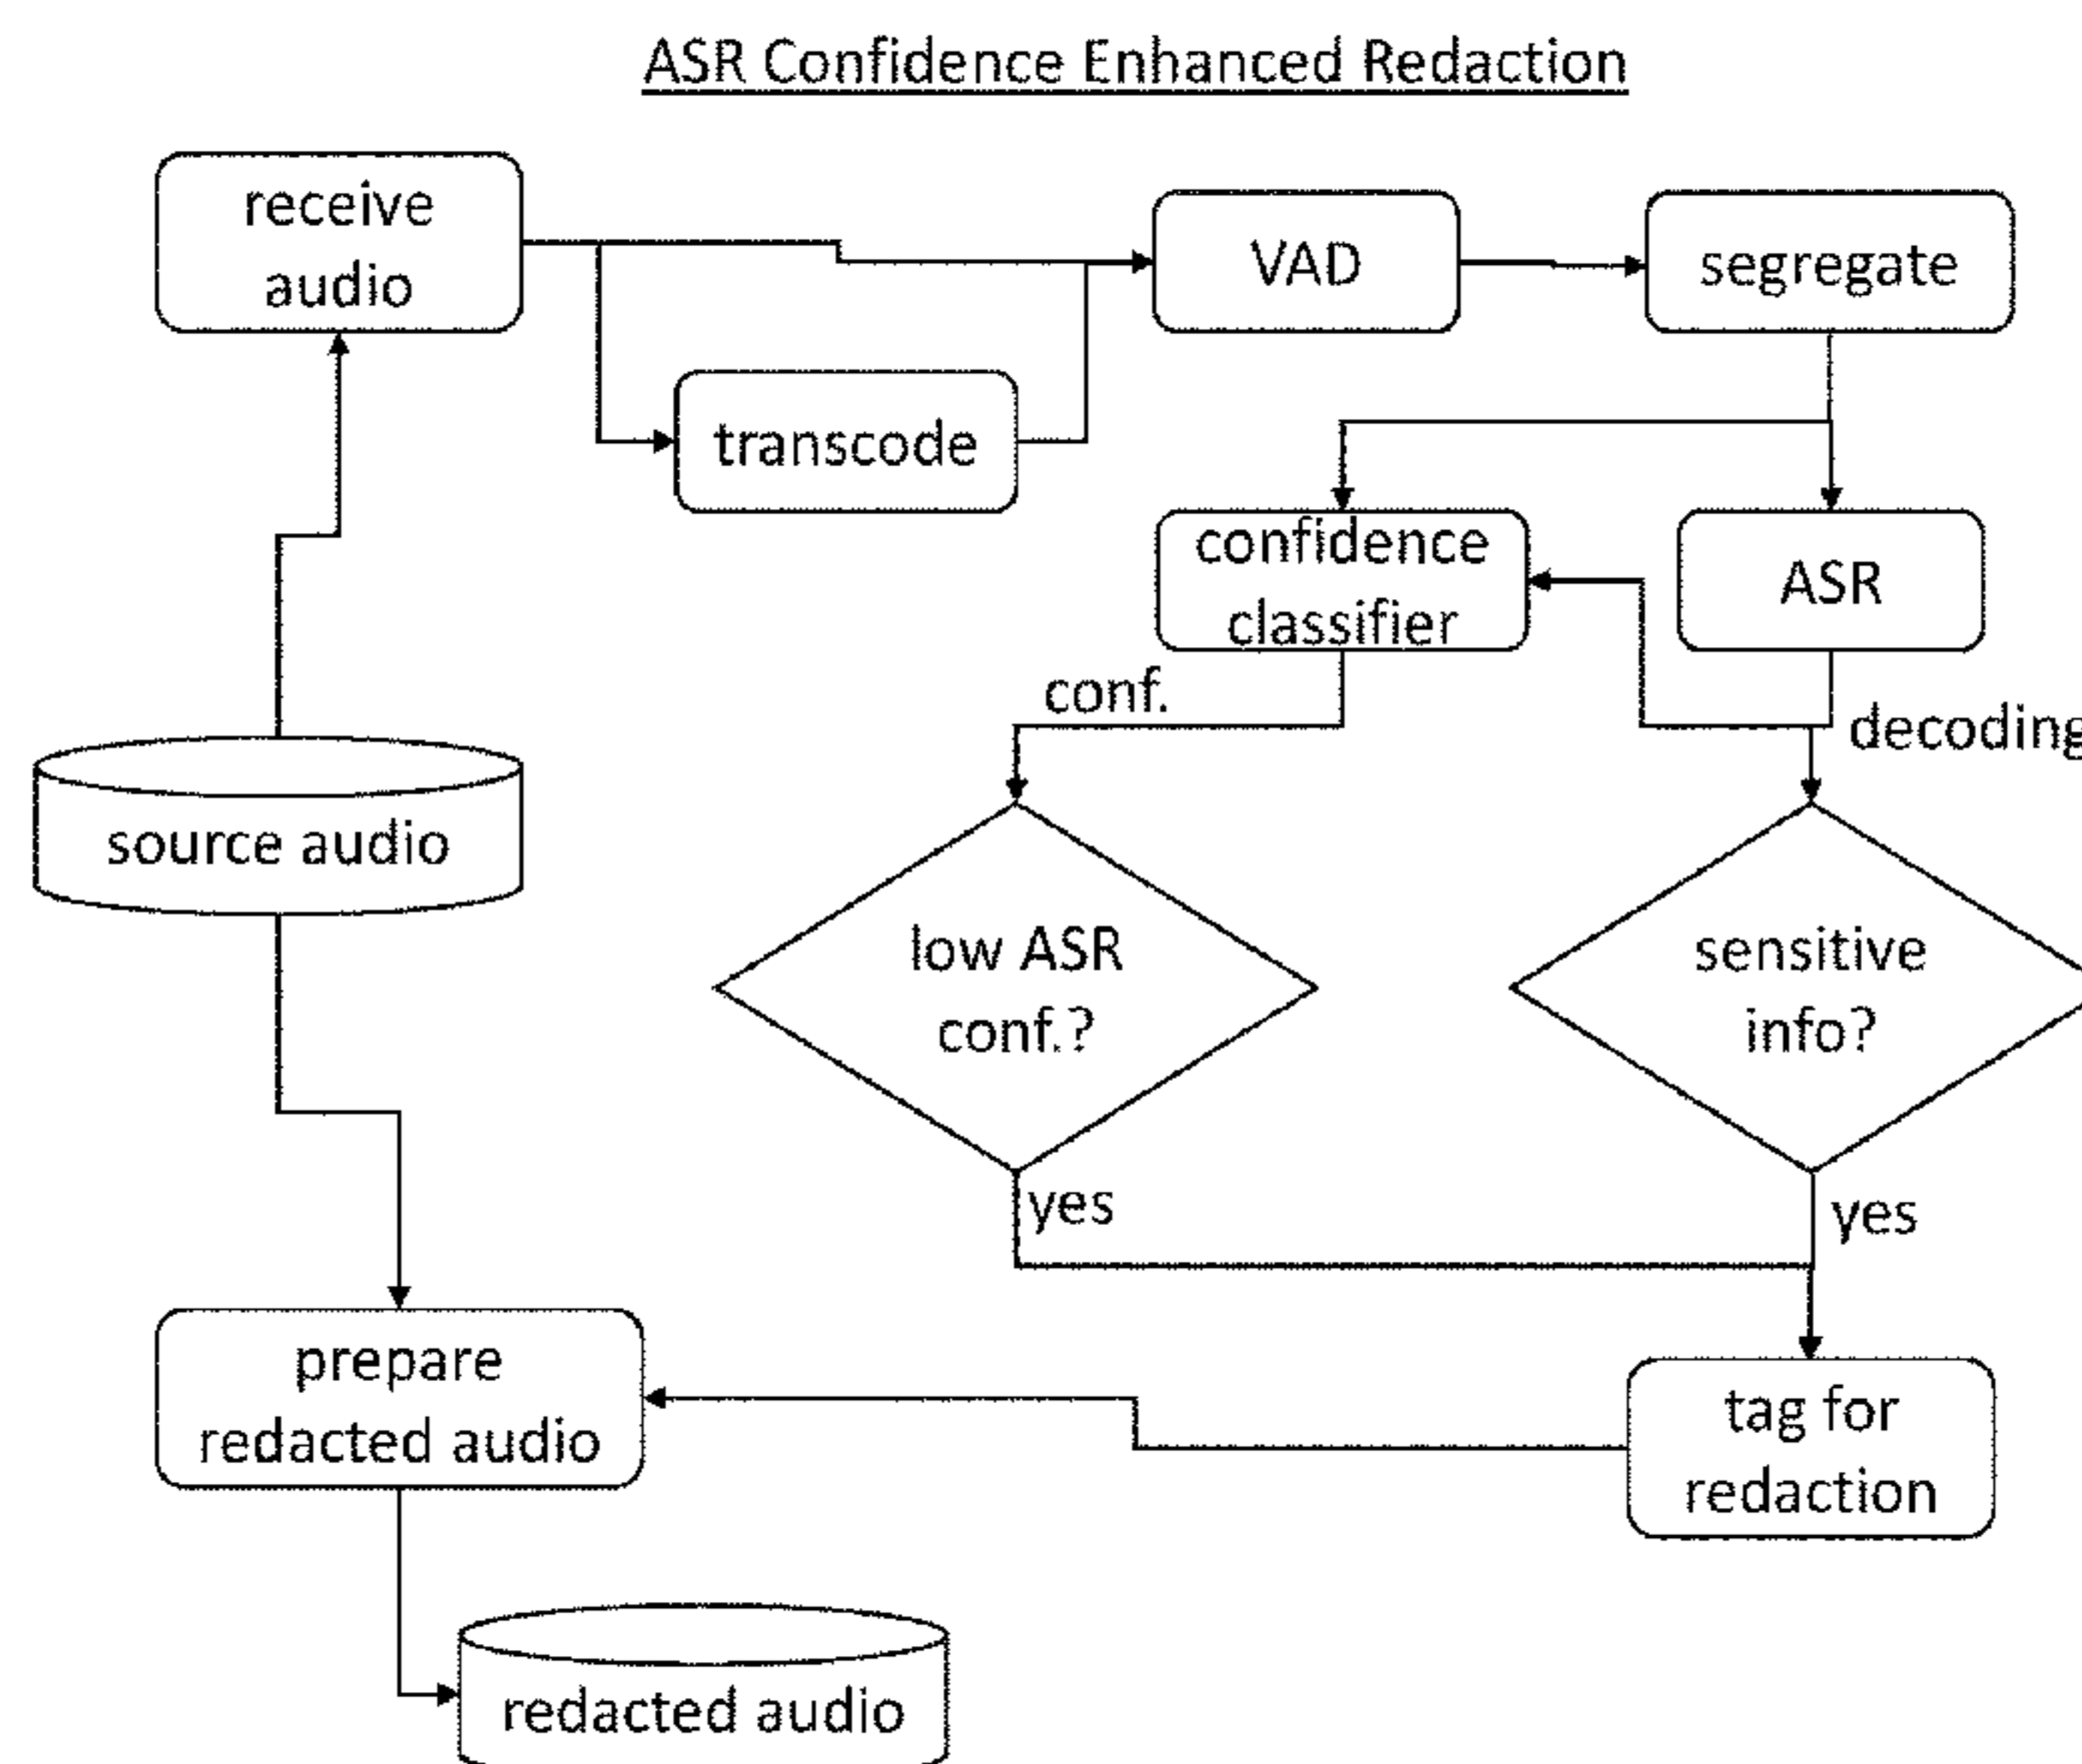 ASR Confidence Enhanced Redaction
receive
audio
VAD
segregate
transcode
confidence
classifier
ASR
conf.
decoding
source audio
low ASR
conf.?
sensitive
info?
yes
yes
prepare
redacted audio
tag for
redaction
redacted audio